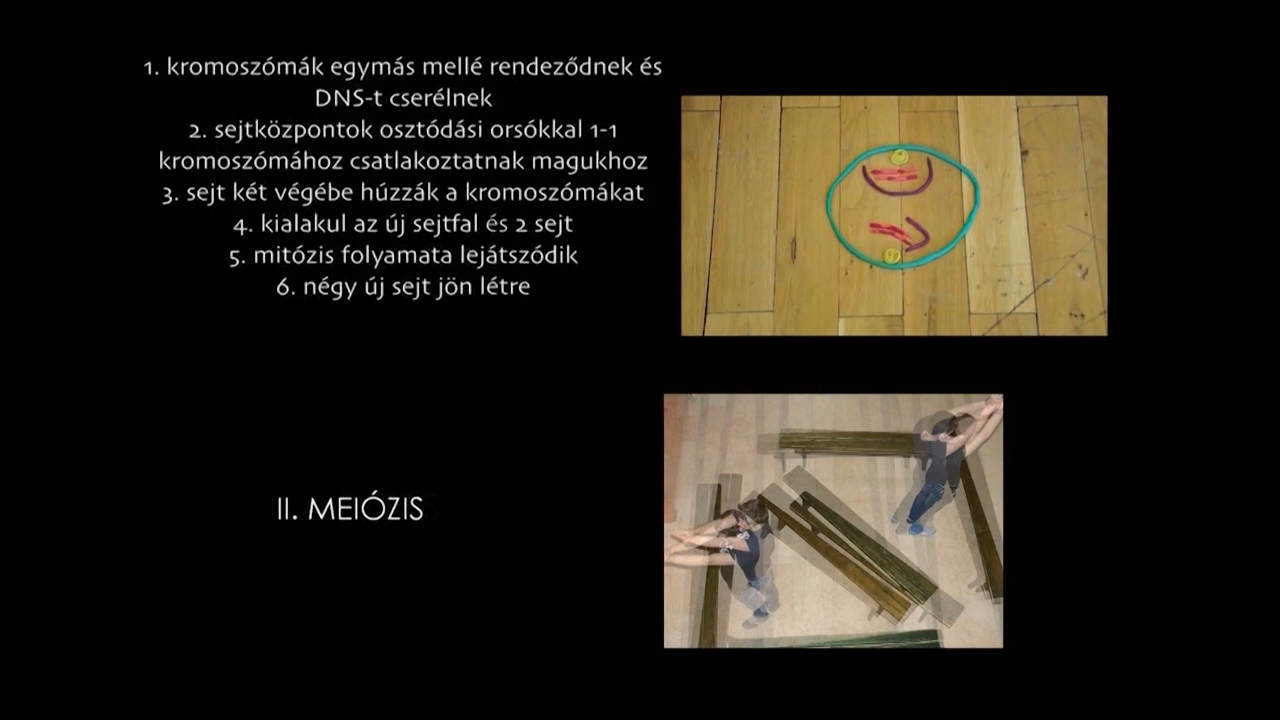 1. kromoszómák egymás mellé rendeződnek és
DNS-t cserélnek
2. sejtközpontok osztódási orsókkal 1-1
kromoszómához csatlakoztatnak magukhoz
3. sejt két végébe húzzák a kromoszómákat
4. kialakul az új sejtfal és 2 sejt
5. mitózis folyamata lejátszódik
6. négy új sejt jön létre
II. MEIÓZIS